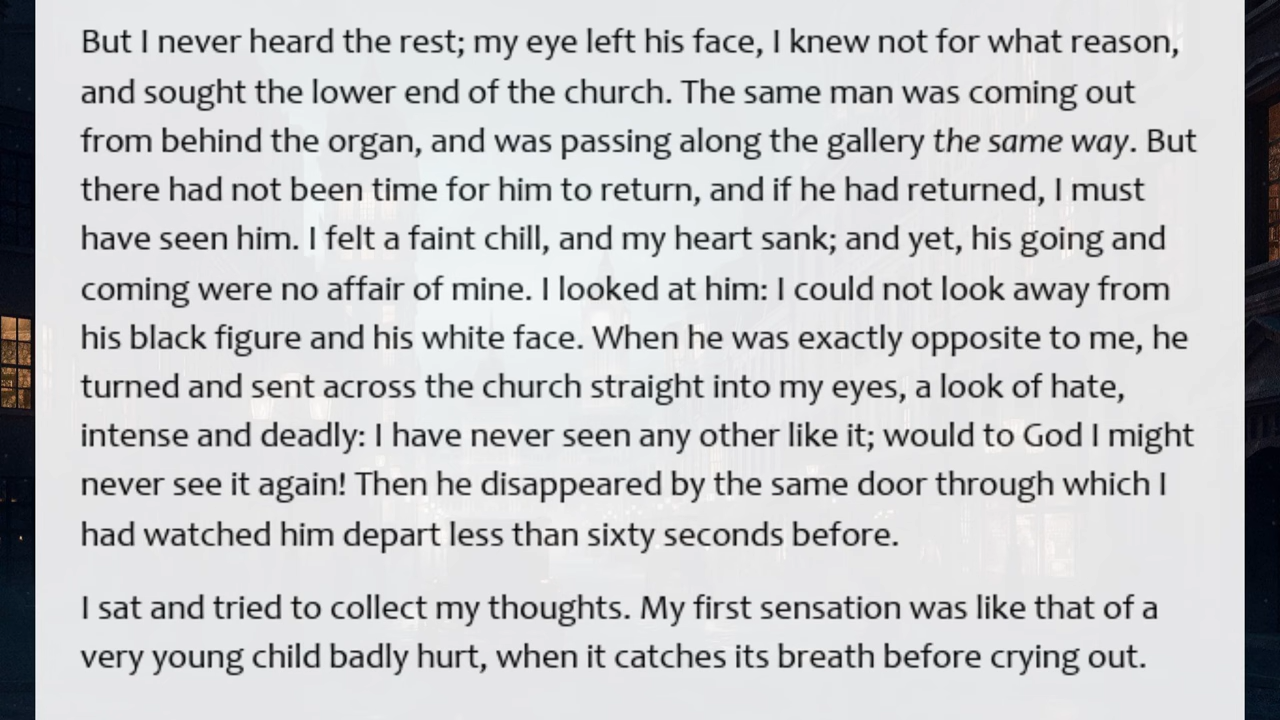 But I never heard the rest; my eye left his face, I knew not for what reason,
and sought the lower end of the church. The same man was coming out
from behind the organ, and was passing along the gallery the same way. But
there had not been time for him to return, and if he had returned, I must
have seen him. I felt a faint chill, and my heart sank; and yet, his going and
coming were no affair of mine. I looked at him: I could not look away from
his black figure and his white face. When he was exactly opposite to me, he
turned and sent across the church straight into my eyes, a look of hate,
intense and deadly: I have never seen any other like it; would to God I might
never see it again! Then he disappeared by the same door through which I
had watched him depart less than sixty seconds before.
I sat and tried to collect my thoughts. My first sensation was like that of a
very young child badly hurt, when it catches its breath before crying out.